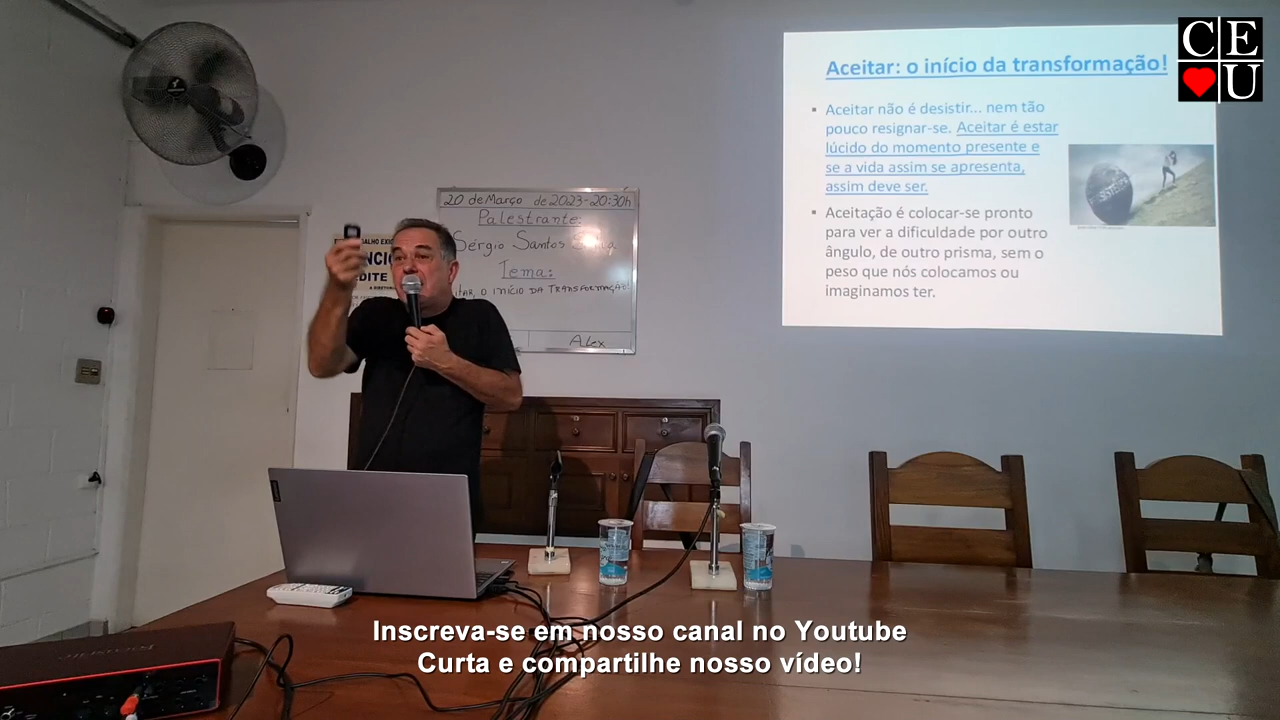 Aceitar: o início da transformação!
▪ Aceitar não é desistir... nem tão
pouco resignar-se. Aceitar é estar
lúcido do momento presente e
se a vida assim se apresenta,
assim deve ser.
▪ Aceitação é colocar-se pronto
para ver a dificuldade por outro
ângulo, de outro prisma, sem o
peso que nós colocamos ou
imaginamos ter.
CE
U
20 de Março de 2023-20:30h
Palestrante:
Sérgio Santos
Tema:
O INÍCIO DA TRANSFORMAÇÃO!
Alex
Inscreva-se em nosso canal no Youtube
Curta e compartilhe nosso vídeo!